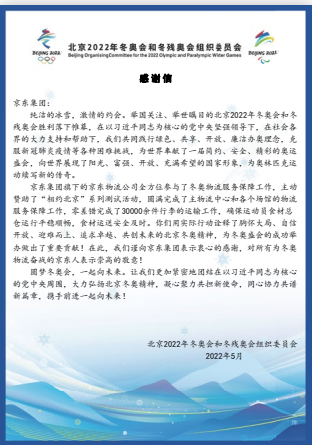 BEIJING 2022
北京2022年冬奥会和冬残奥会组织委员会
Beijing Organising Committee for the 2022 Olympic and Paralympic Winter Games
BEIJING 2022
感谢信
京东集团：
纯洁的冰雪，激情的约会。举国关注、举世瞩目的北京2022年冬奥会和冬
残奥会胜利落下帷幕，在以习近平同志为核心的党中央坚强领导下，在社会各
界的大力支持和帮助下，我们共同践行绿色、共享、开放、廉洁办奥理念，克
服新冠肺炎疫情等各种困难挑战，为世界奉献了一届简约、安全、精彩的奥运
盛会，向世界展现了阳光、富强、开放、充满希望的国家形象，为奥林匹克运
动续写新的传奇。
京东集团旗下的京东物流公司全方位参与了冬奥物流服务保障工作，主动
赞助了“相约北京”系列测试活动，圆满完成了主物流中心和各个场馆的物流
服务保障工作，零差错完成了30000余件行李的运输工作，确保运动员食材总
仓运行平稳顺畅，食材运送安全及时。你们用实际行动诠释了胸怀大局、自信
开放、迎难而上、追求卓越、共创未来的北京冬奥精神，为冬奥盛会的成功举
办做出了重要贡献！在此，我们谨向京东集团表示衷心的感谢，对所有为冬奥
物流奋战的京东人表示崇高的敬意！
圆梦冬奥会，一起向未来。让我们更加紧密地团结在以习近平同志为核心
的党中央周围，大力弘扬北京冬奥精神，凝心聚力共担新使命，同心协力共谱
新篇章，携手前进一起向未来！
北京2022年冬奥会和冬残奥会组织委员会
2022年5月